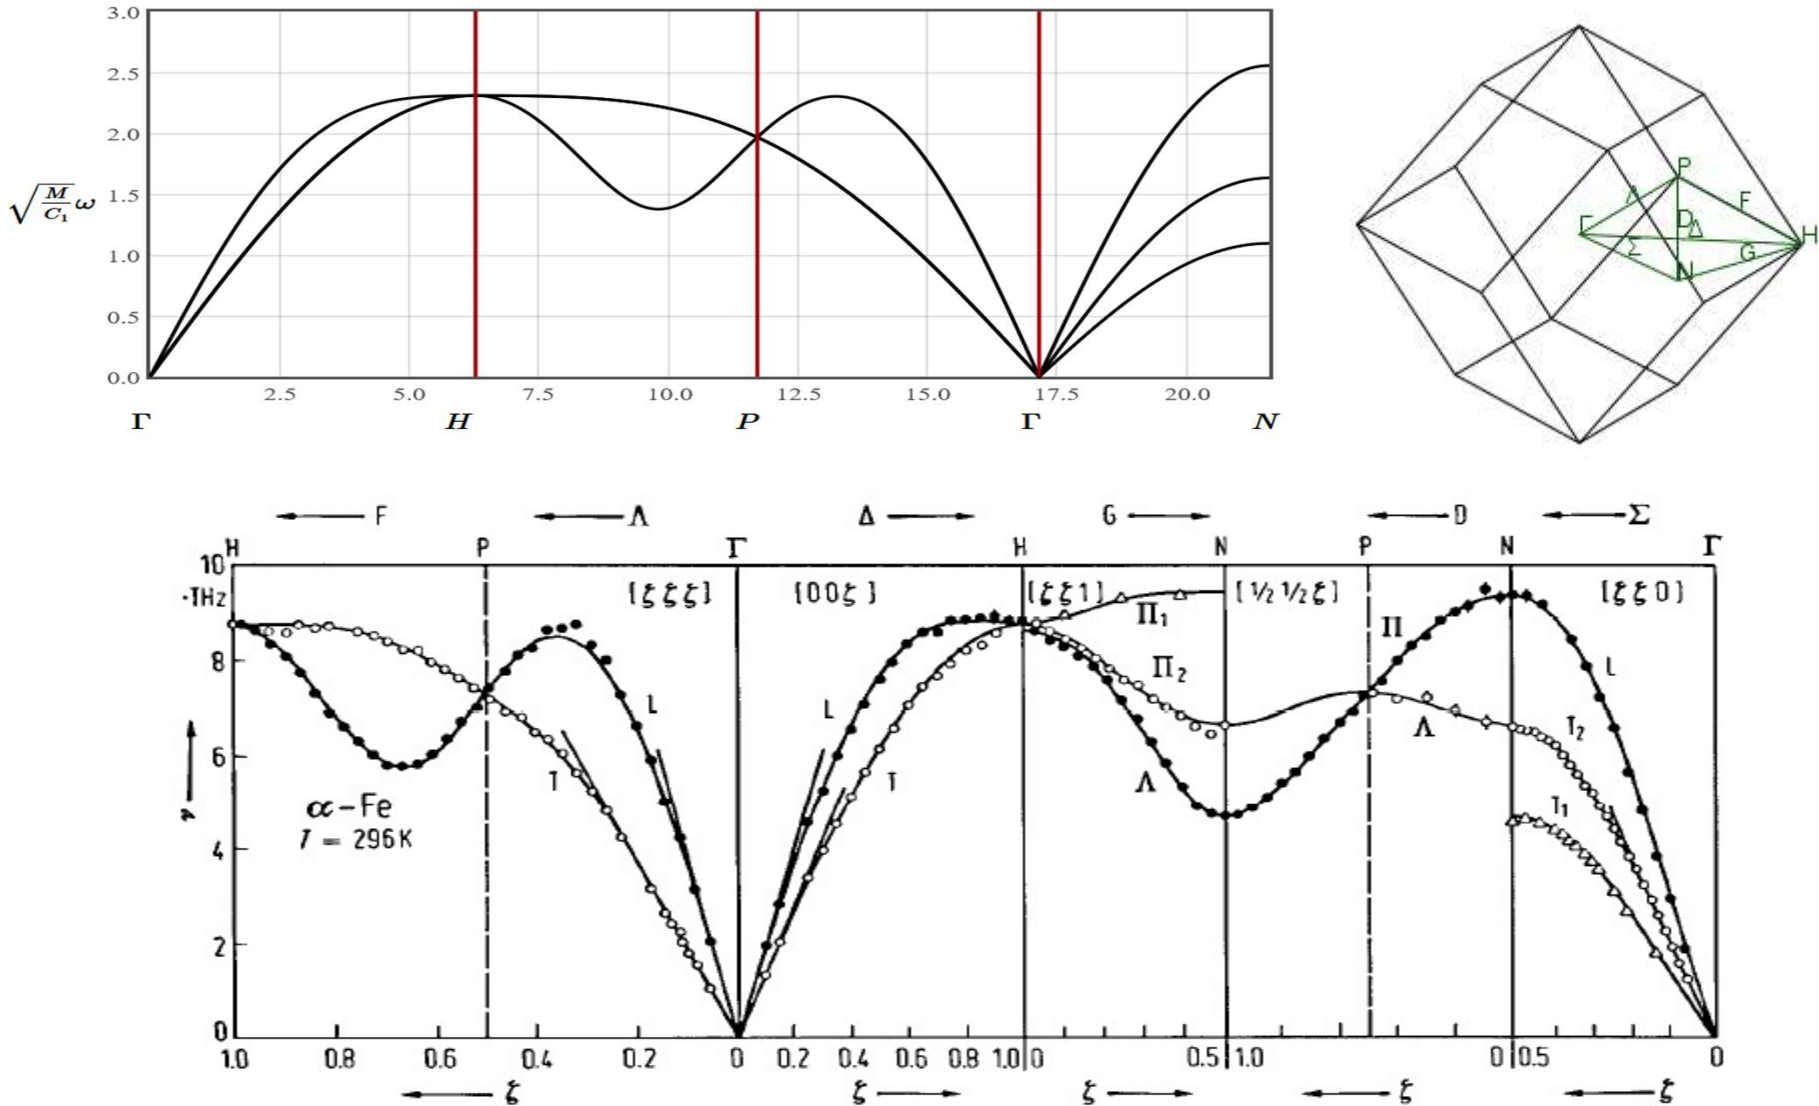 3.0
2.5
2.0
1.5
1.0
0.5
0.0
√(M/C₁) ω
2.5 5.0 7.5 10.0 12.5 15.0 17.5 20.0
Γ H P Γ N
P
F
Λ
Γ
D
Δ
H
Σ
G
N
← F ← Λ Δ → G → ← D ← Σ
H P Γ H N P N Γ
10
·THz
8
6
4
2
0
ν
[ζζζ] [00ζ] [ζζ1] [½ ½ ζ] [ζζ0]
Π₁
Π₂
Λ
Π
Λ
L
T
L
T
L
T₂
T₁
α-Fe
T = 296K
1.0 0.8 0.6 0.4 0.2 0 0.2 0.4 0.6 0.8 1.0 0 0.5 1.0 0 0.5 0
← ζ ζ → ζ → ← ζ ← ζ